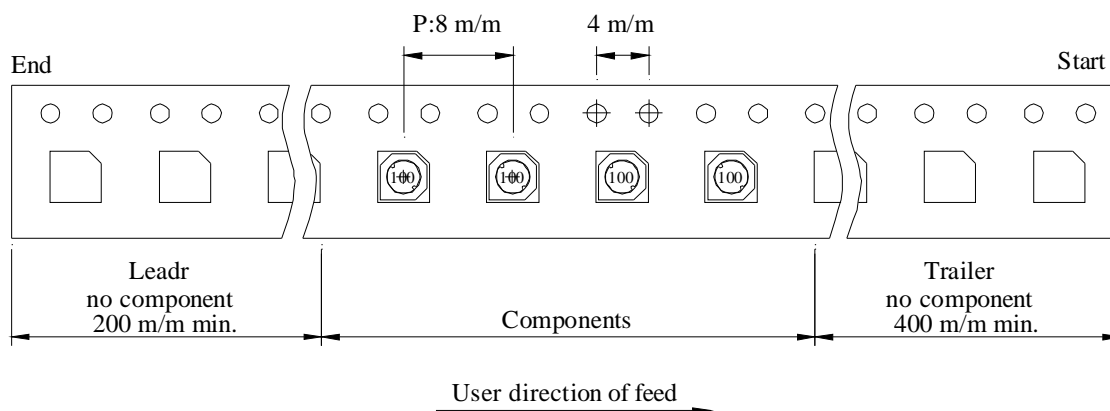 P:8 m/m
4 m/m
End
Start
100
100
100
100
Leadr
no component
200 m/m min.
Components
Trailer
no component
400 m/m min.
User direction of feed